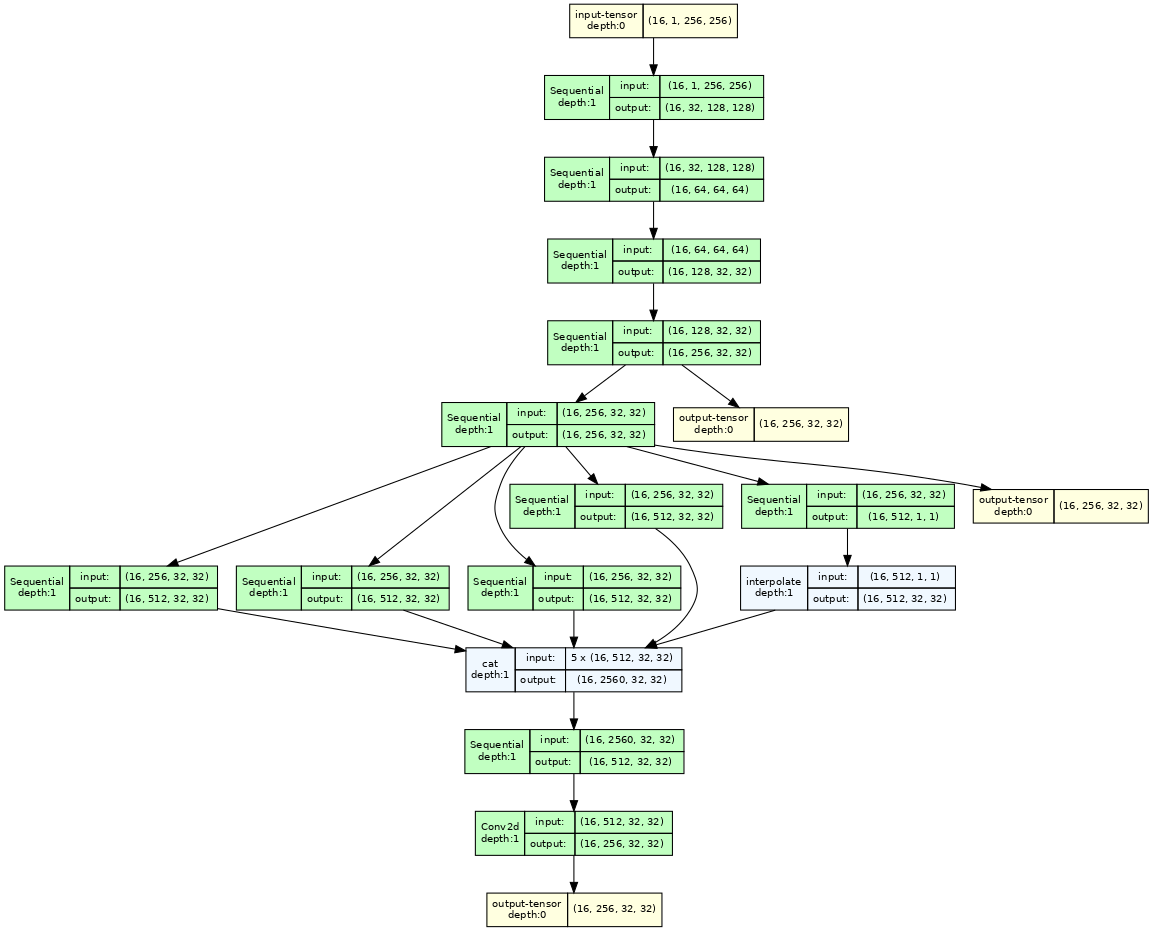 input-tensor
depth:0
(16, 1, 256, 256)
Sequential
depth:1
input:
(16, 1, 256, 256)
output:
(16, 32, 128, 128)
Sequential
depth:1
input:
(16, 32, 128, 128)
output:
(16, 64, 64, 64)
Sequential
depth:1
input:
(16, 64, 64, 64)
output:
(16, 128, 32, 32)
Sequential
depth:1
input:
(16, 128, 32, 32)
output:
(16, 256, 32, 32)
Sequential
depth:1
input:
(16, 256, 32, 32)
output:
(16, 256, 32, 32)
output-tensor
depth:0
(16, 256, 32, 32)
Sequential
depth:1
input:
(16, 256, 32, 32)
output:
(16, 512, 32, 32)
Sequential
depth:1
input:
(16, 256, 32, 32)
output:
(16, 512, 1, 1)
output-tensor
depth:0
(16, 256, 32, 32)
Sequential
depth:1
input:
(16, 256, 32, 32)
output:
(16, 512, 32, 32)
Sequential
depth:1
input:
(16, 256, 32, 32)
output:
(16, 512, 32, 32)
Sequential
depth:1
input:
(16, 256, 32, 32)
output:
(16, 512, 32, 32)
interpolate
depth:1
input:
(16, 512, 1, 1)
output:
(16, 512, 32, 32)
cat
depth:1
input:
5 x (16, 512, 32, 32)
output:
(16, 2560, 32, 32)
Sequential
depth:1
input:
(16, 2560, 32, 32)
output:
(16, 512, 32, 32)
Conv2d
depth:1
input:
(16, 512, 32, 32)
output:
(16, 256, 32, 32)
output-tensor
depth:0
(16, 256, 32, 32)